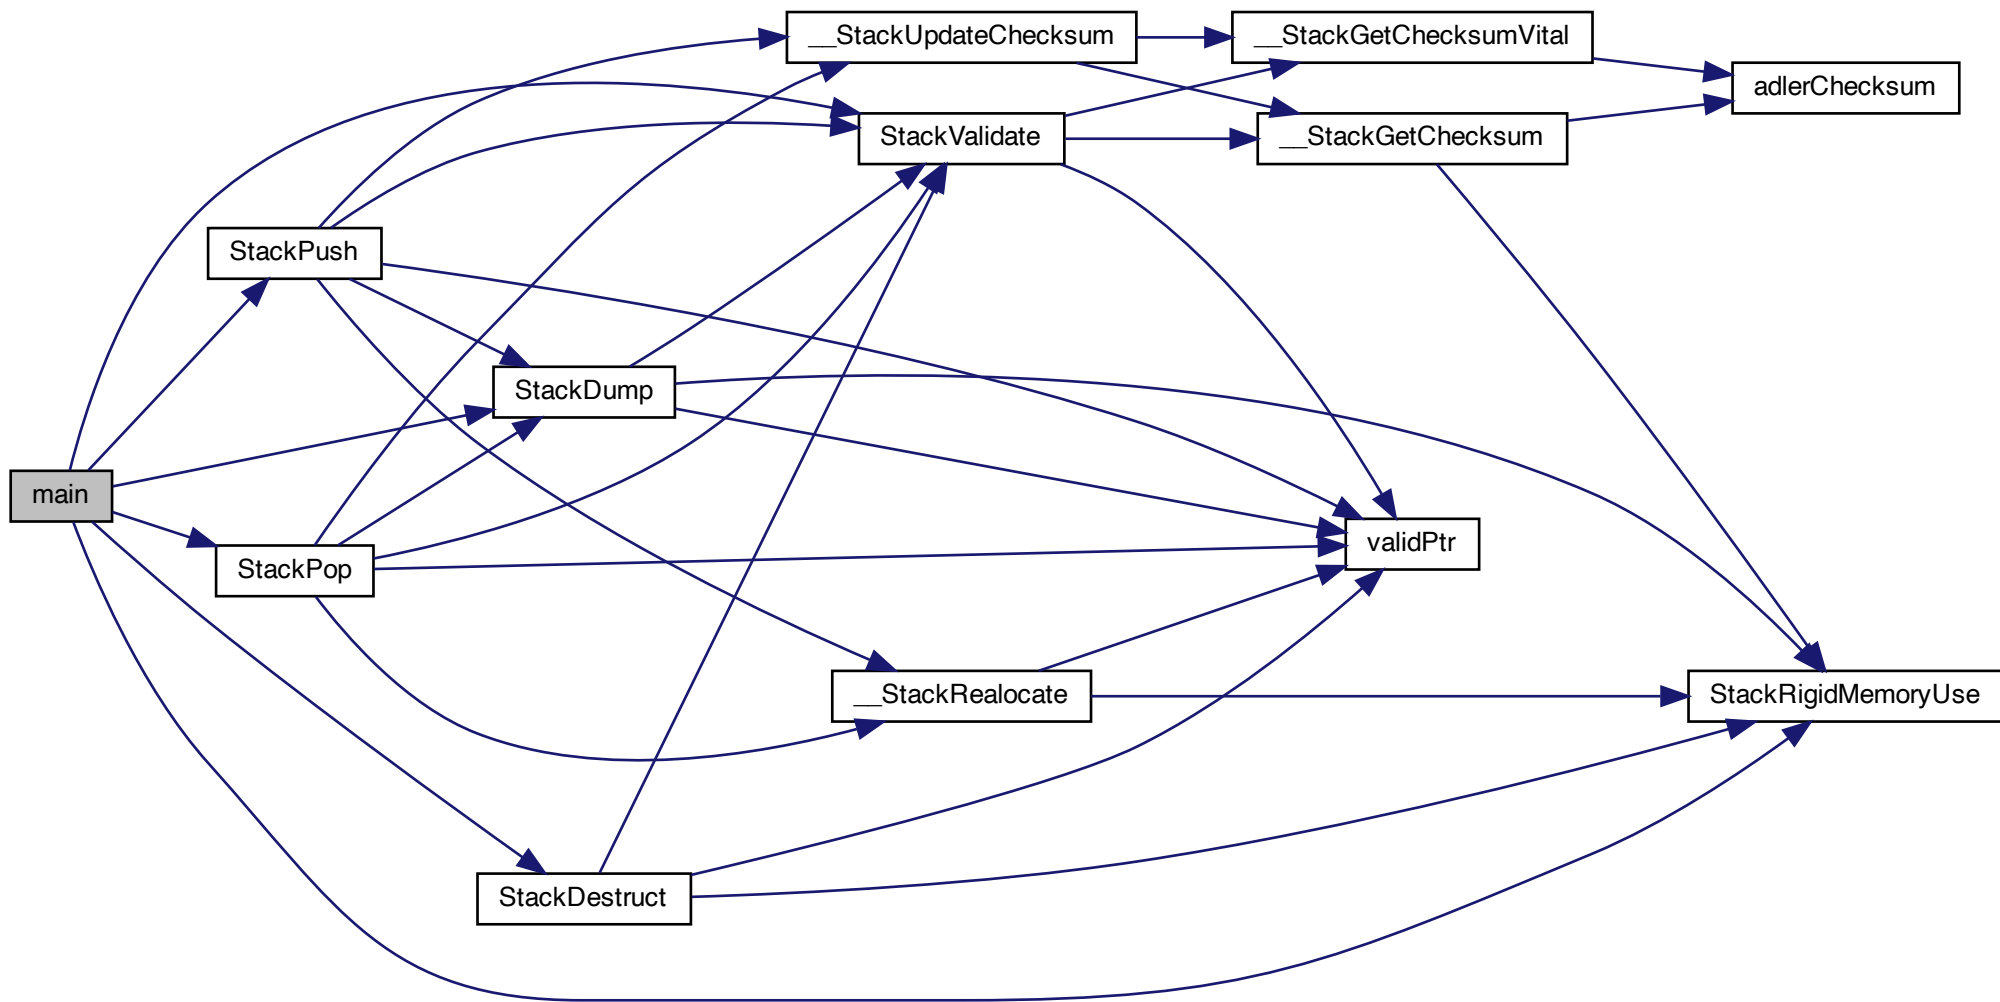 __StackUpdateChecksum
__StackGetChecksumVital
adlerChecksum
StackValidate
__StackGetChecksum
StackPush
StackDump
main
validPtr
StackPop
__StackRealocate
StackRigidMemoryUse
StackDestruct